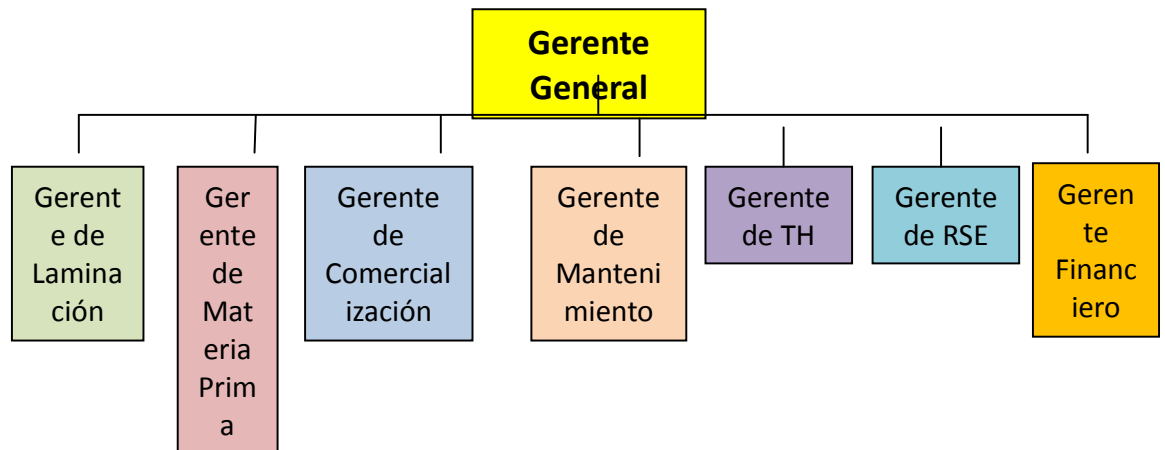 Gerente
General
Gerent
e de
Lamina
ción
Ger
ente
de
Mat
eria
Prim
a
Gerente
de
Comercial
ización
Gerente
de
Manteni
miento
Gerente
de TH
Gerente
de RSE
Geren
te
Financ
iero